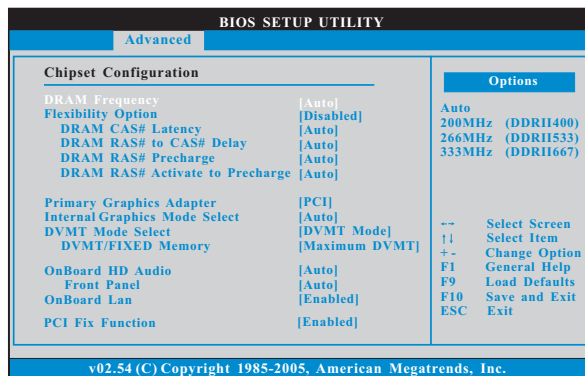 BIOS SETUP UTILITY
Advanced
Chipset Configuration
DRAM Frequency [Auto]
Flexibility Option [Disabled]
DRAM CAS# Latency [Auto]
DRAM RAS# to CAS# Delay [Auto]
DRAM RAS# Precharge [Auto]
DRAM RAS# Activate to Precharge [Auto]
Primary Graphics Adapter [PCI]
Internal Graphics Mode Select [Auto]
DVMT Mode Select [DVMT Mode]
DVMT/FIXED Memory [Maximum DVMT]
OnBoard HD Audio [Auto]
Front Panel [Auto]
OnBoard Lan [Enabled]
PCI Fix Function [Enabled]
Options
Auto
200MHz (DDRII400)
266MHz (DDRII533)
333MHz (DDRII667)
←→ Select Screen
↑↓ Select Item
+ - Change Option
F1 General Help
F9 Load Defaults
F10 Save and Exit
ESC Exit
v02.54 (C) Copyright 1985-2005, American Megatrends, Inc.